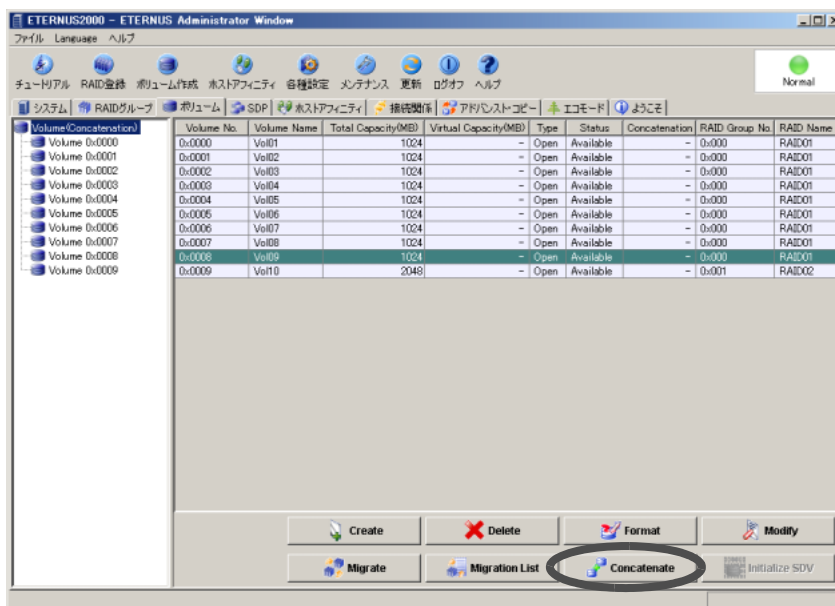 ETERNUS2000 - ETERNUS Administrator Window
ファイル Language ヘルプ
チュートリアル RAID登録 ボリューム作成 ホストアフィニティ 各種設定 メンテナンス 更新 ログオフ ヘルプ
Normal
システム RAIDグループ ボリューム SDP ホストアフィニティ 接続関係 アドバンスト・コピー エコモード ようこそ
Volume(Concatenation)
Volume 0x0000
Volume 0x0001
Volume 0x0002
Volume 0x0003
Volume 0x0004
Volume 0x0005
Volume 0x0006
Volume 0x0007
Volume 0x0008
Volume 0x0009
Volume No. Volume Name Total Capacity(MB) Virtual Capacity(MB) Type Status Concatenation RAID Group No. RAID Name
0x0000 Vol01 1024 - Open Available - 0x000 RAID01
0x0001 Vol02 1024 - Open Available - 0x000 RAID01
0x0002 Vol03 1024 - Open Available - 0x000 RAID01
0x0003 Vol04 1024 - Open Available - 0x000 RAID01
0x0004 Vol05 1024 - Open Available - 0x000 RAID01
0x0005 Vol06 1024 - Open Available - 0x000 RAID01
0x0006 Vol07 1024 - Open Available - 0x000 RAID01
0x0007 Vol08 1024 - Open Available - 0x000 RAID01
0x0008 Vol09 1024 - Open Available - 0x000 RAID01
0x0009 Vol10 2048 - Open Available - 0x001 RAID02
Create Delete Format Modify
Migrate Migration List Concatenate Initialize SDV